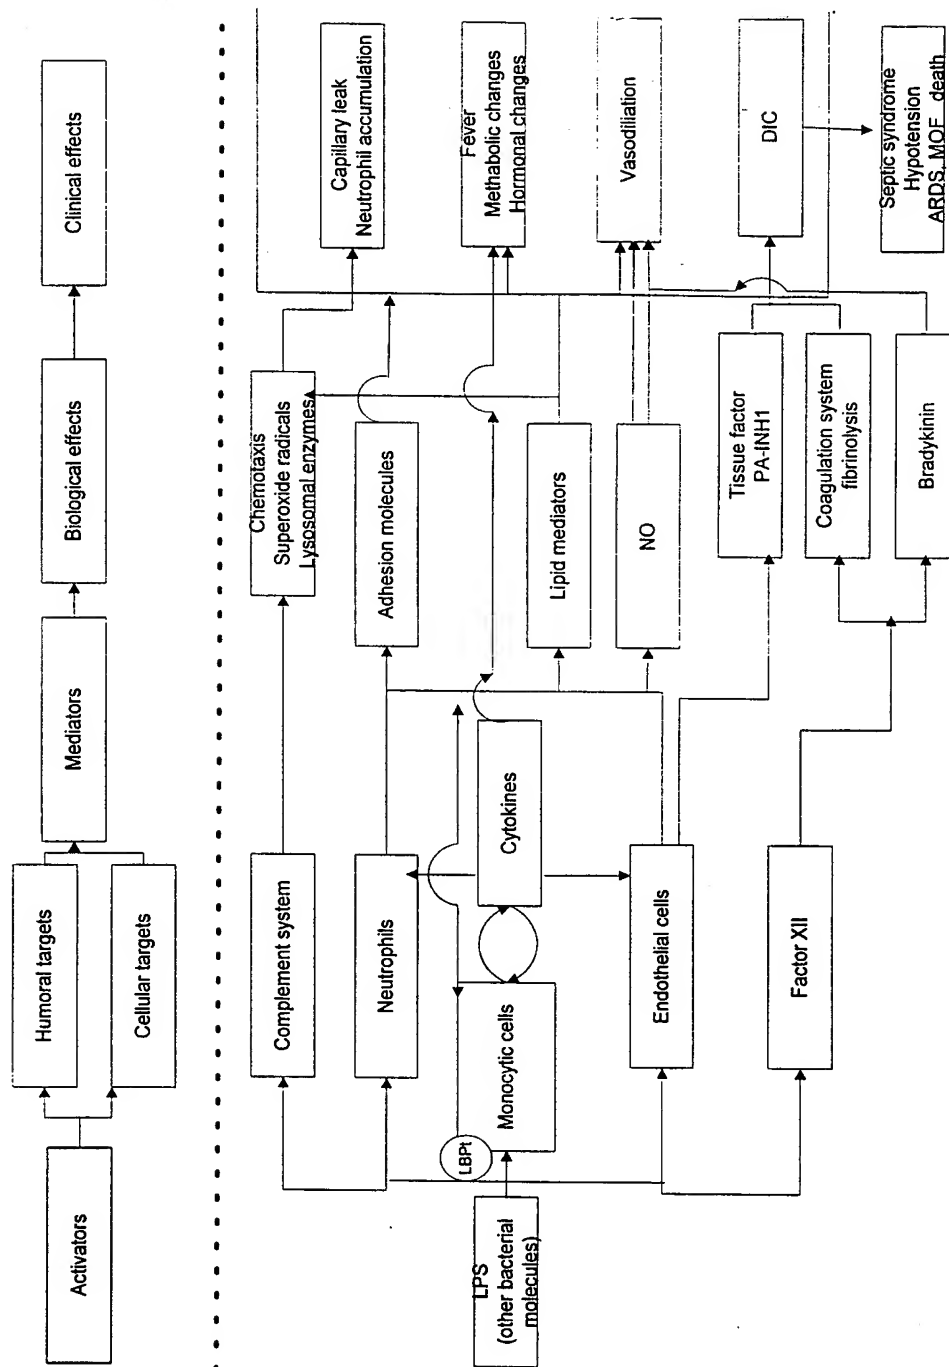 Activators
Humoral targets
Cellular targets
Mediators
Biological effects
Clinical effects
LPS
(other bacterial
molecules)
LBPt
Complement system
Neutrophils
Monocytic cells
Endothelial cells
Factor XII
Cytokines
Chemotaxis
Superoxide radicals
Lysosomal enzymes
Adhesion molecules
Lipid mediators
NO
Tissue factor
PA-INH1
Coagulation system
fibrinolysis
Bradykinin
Capillary leak
Neutrophil accumulation
Fever
Methabolic changes
Hormonal changes
Vasodiliation
DIC
Septic syndrome
Hypotension
ARDS, MOF death